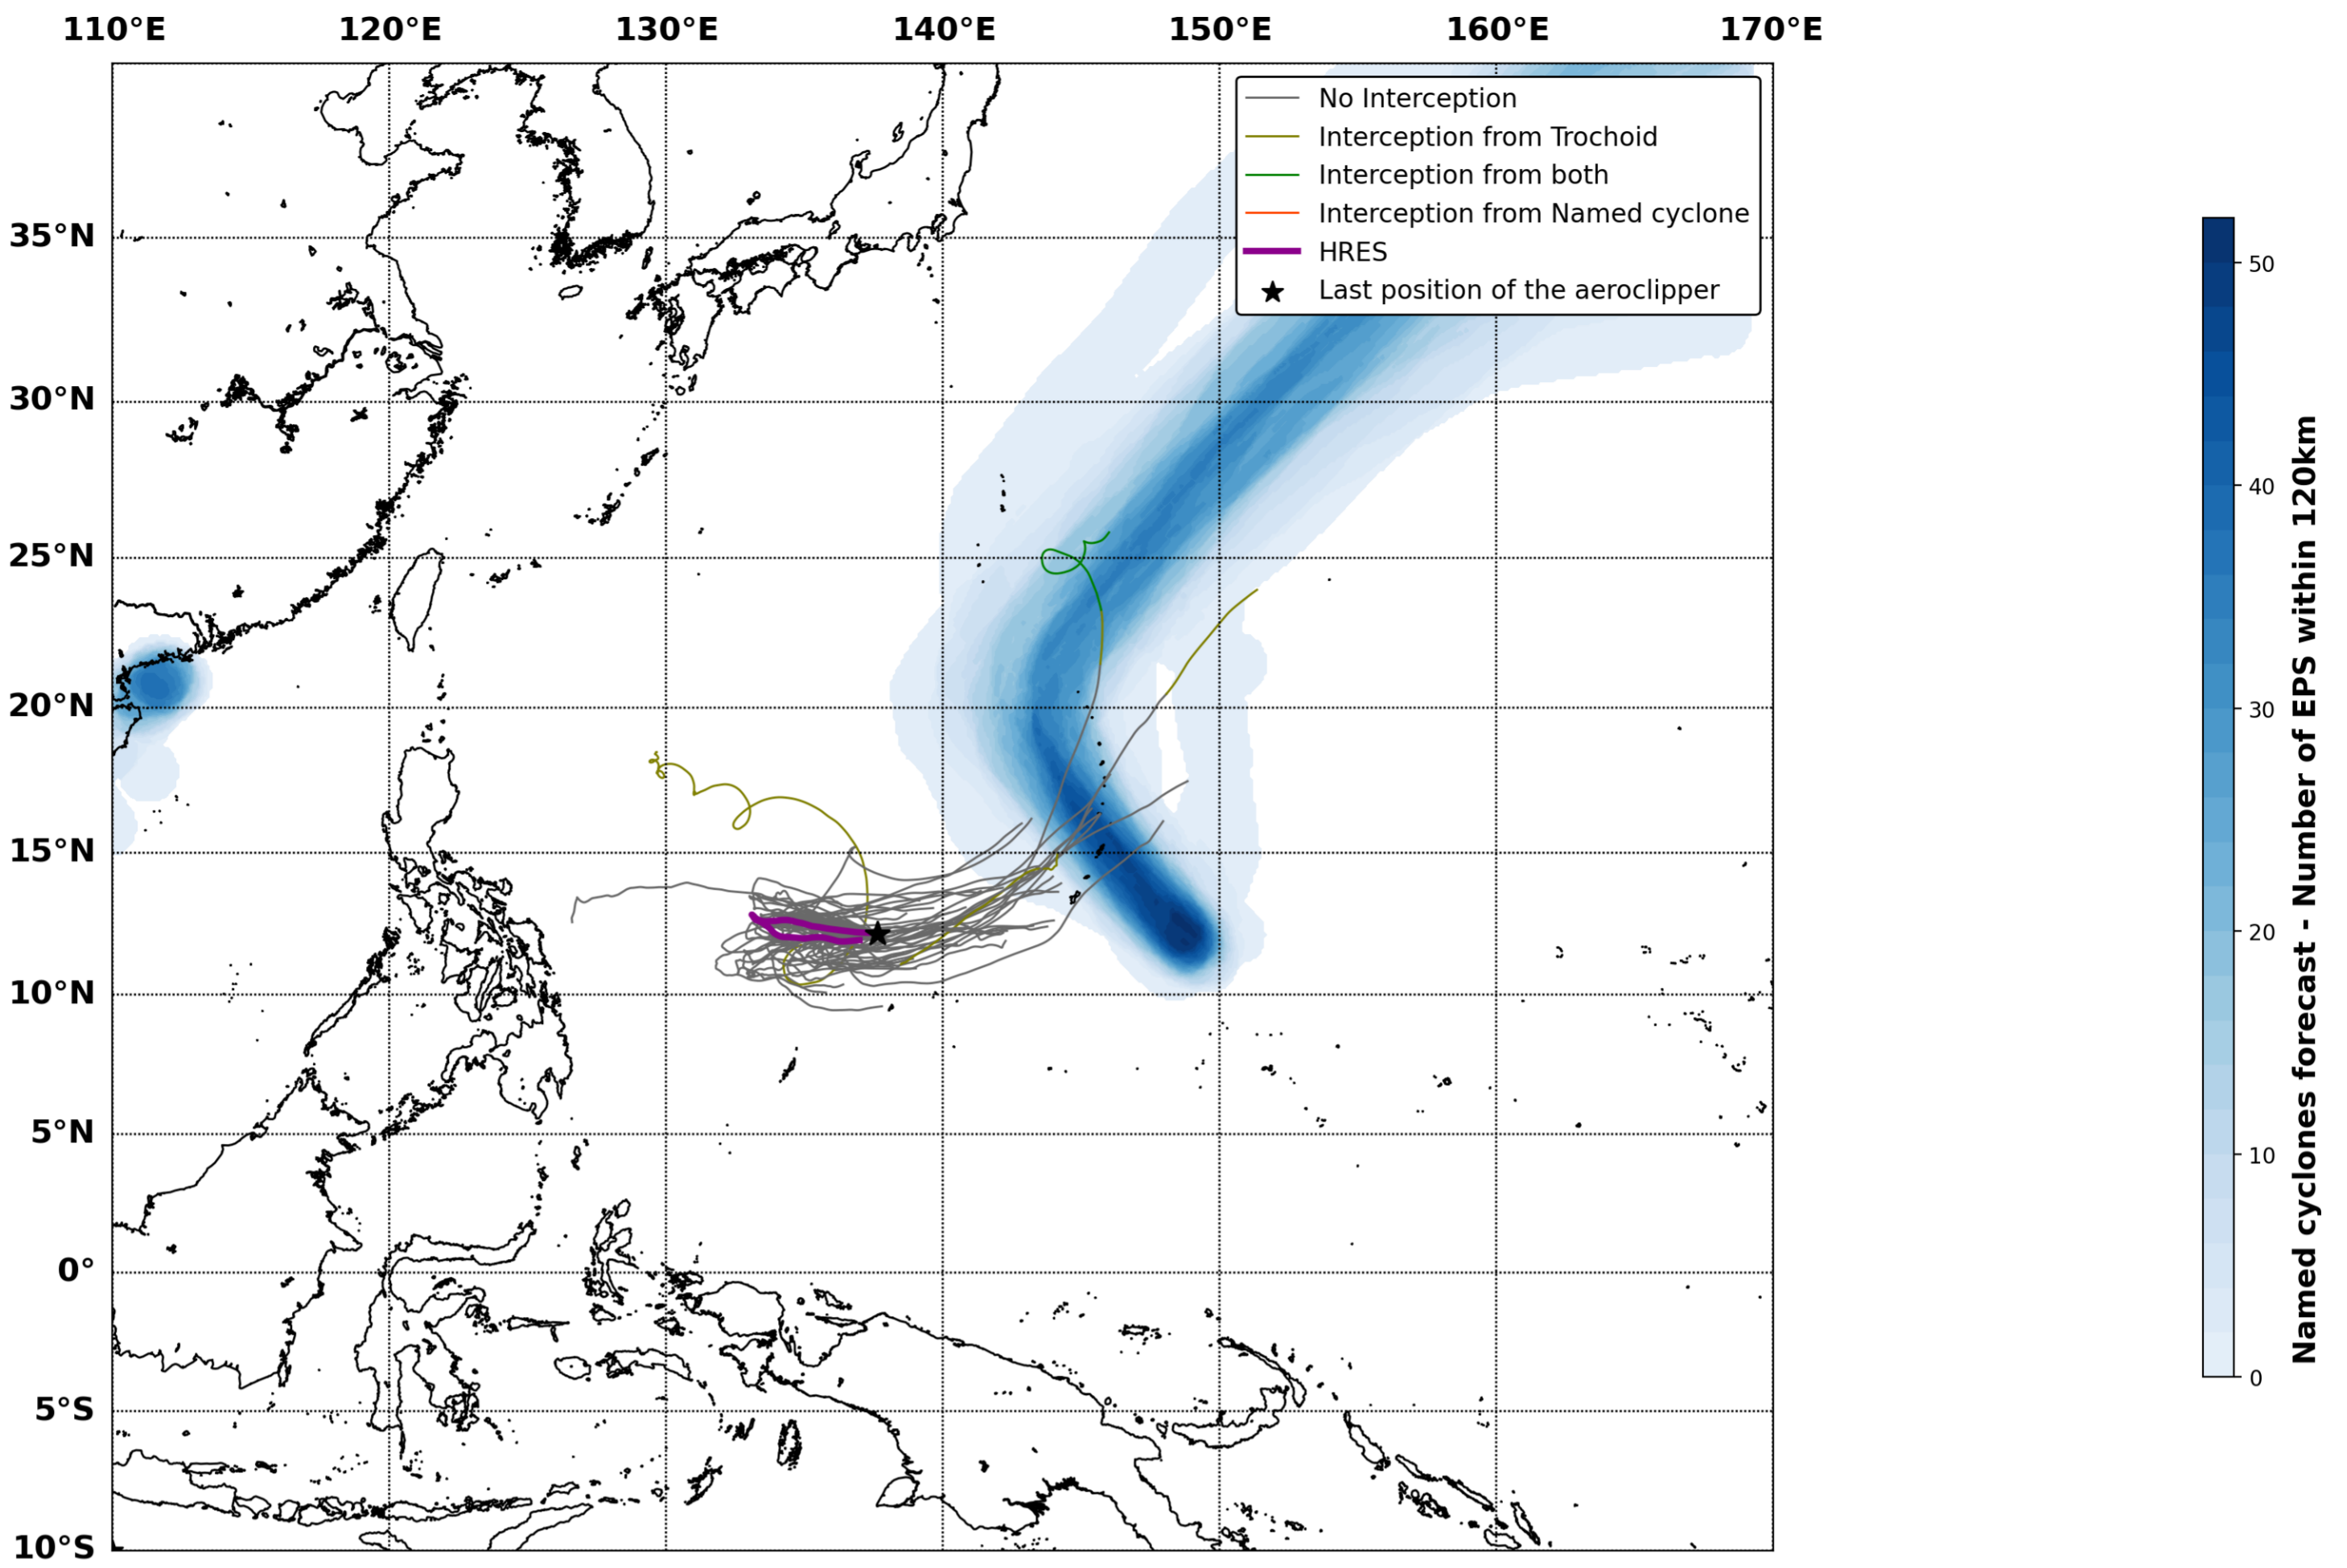 110°E 120°E 130°E 140°E 150°E 160°E 170°E
No Interception
Interception from Trochoid
Interception from both
Interception from Named cyclone
HRES
Last position of the aeroclipper
35°N
30°N
25°N
20°N
15°N
10°N
5°N
0°
5°S
10°S
50
40
30
20
10
0
Named cyclones forecast - Number of EPS within 120km